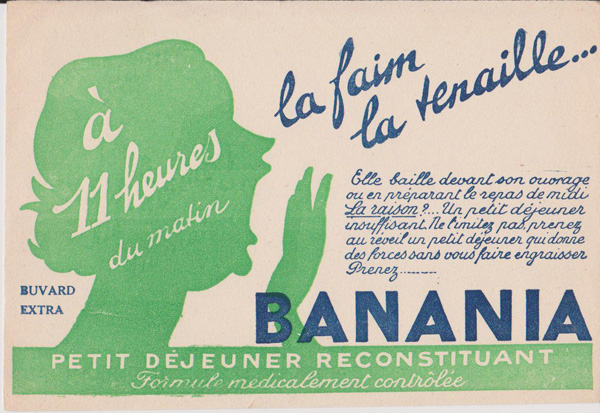 à
11 heures
du matin
la faim
la tenaille...
Elle baille devant son ouvrage
ou en préparant le repas de midi
La raison ?... Un petit déjeuner
insuffisant. Ne l'imitez pas, prenez
au réveil un petit déjeuner qui donne
des forces sans vous faire engraisser
Prenez..........
BUVARD
EXTRA
BANANIA
PETIT DÉJEUNER RECONSTITUANT
Formule medicalement contrôlée